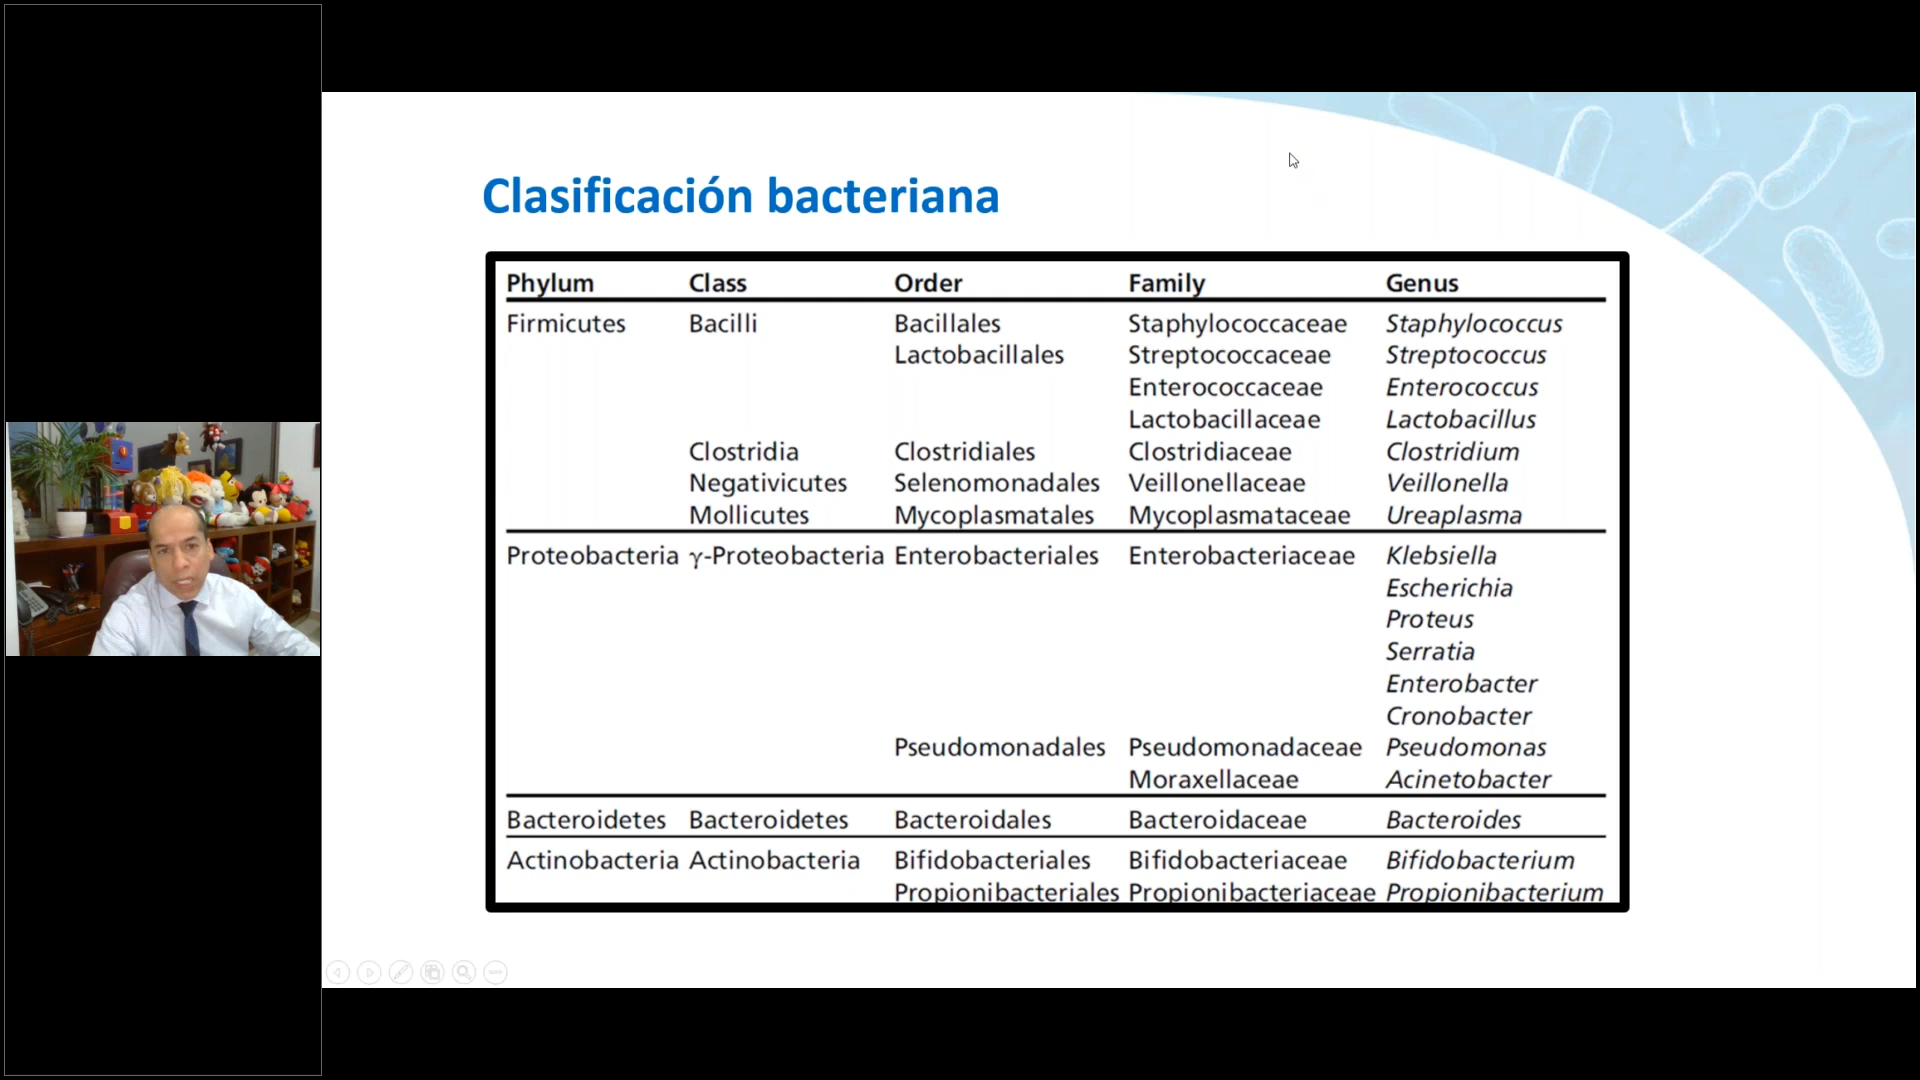 Clasificación bacteriana
Phylum Class Order Family Genus
Firmicutes Bacilli Bacillales Staphylococcaceae Staphylococcus
Lactobacillales Streptococcaceae Streptococcus
Enterococcaceae Enterococcus
Lactobacillaceae Lactobacillus
Clostridia Clostridiales Clostridiaceae Clostridium
Negativicutes Selenomonadales Veillonellaceae Veillonella
Mollicutes Mycoplasmatales Mycoplasmataceae Ureaplasma
Proteobacteria γ-Proteobacteria Enterobacteriales Enterobacteriaceae Klebsiella
Escherichia
Proteus
Serratia
Enterobacter
Cronobacter
Pseudomonadales Pseudomonadaceae Pseudomonas
Moraxellaceae Acinetobacter
Bacteroidetes Bacteroidetes Bacteroidales Bacteroidaceae Bacteroides
Actinobacteria Actinobacteria Bifidobacteriales Bifidobacteriaceae Bifidobacterium
Propionibacteriales Propionibacteriaceae Propionibacterium